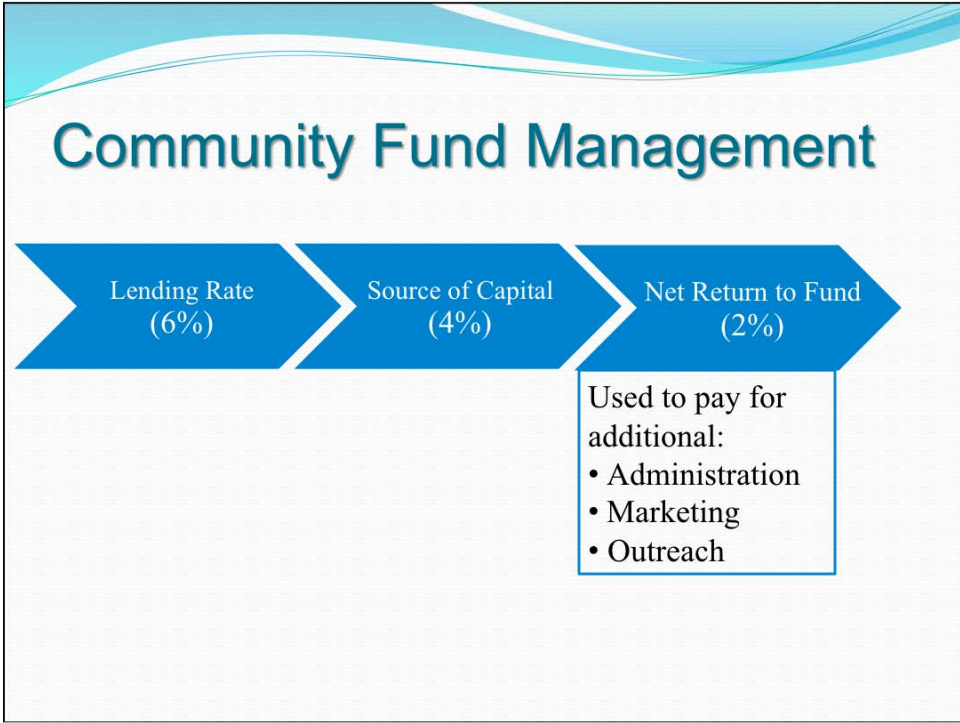 Community Fund Management
Lending Rate
(6%)
Source of Capital
(4%)
Net Return to Fund
(2%)
Used to pay for
additional:
• Administration
• Marketing
• Outreach